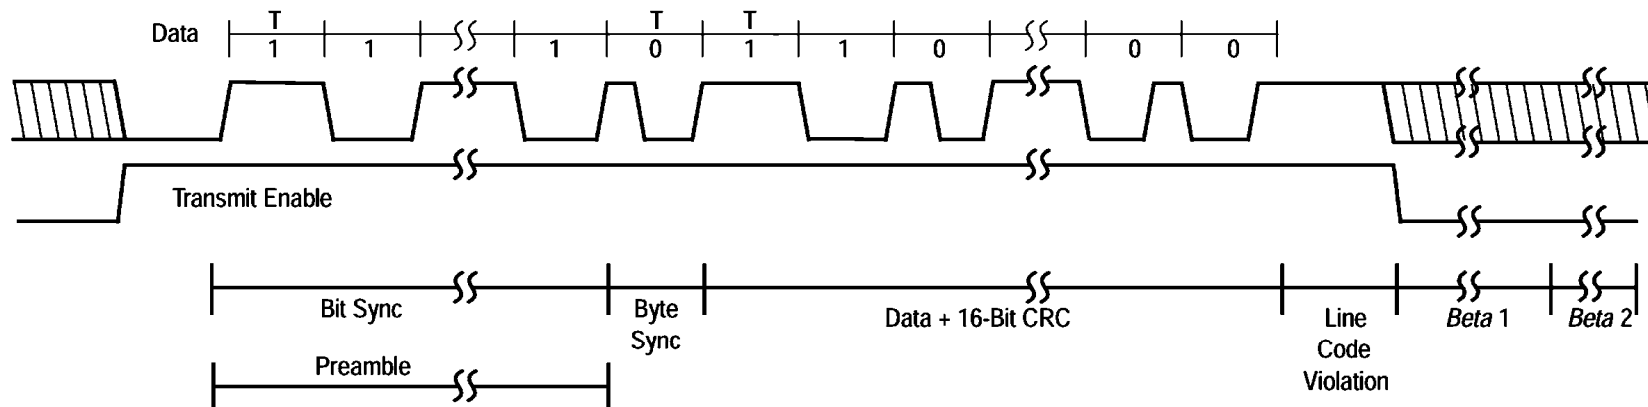 T T T
Data 1 1 1 0 1 1 0 0 0
Transmit Enable
Bit Sync
Byte
Sync
Data + 16-Bit CRC
Line
Code
Violation
Beta 1
Beta 2
Preamble